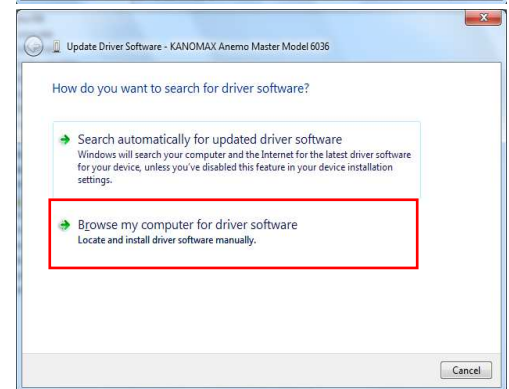 Update Driver Software - KANOMAX Anemo Master Model 6036
How do you want to search for driver software?
Search automatically for updated driver software
Windows will search your computer and the Internet for the latest driver software
for your device, unless you've disabled this feature in your device installation
settings.
Browse my computer for driver software
Locate and install driver software manually.
Cancel